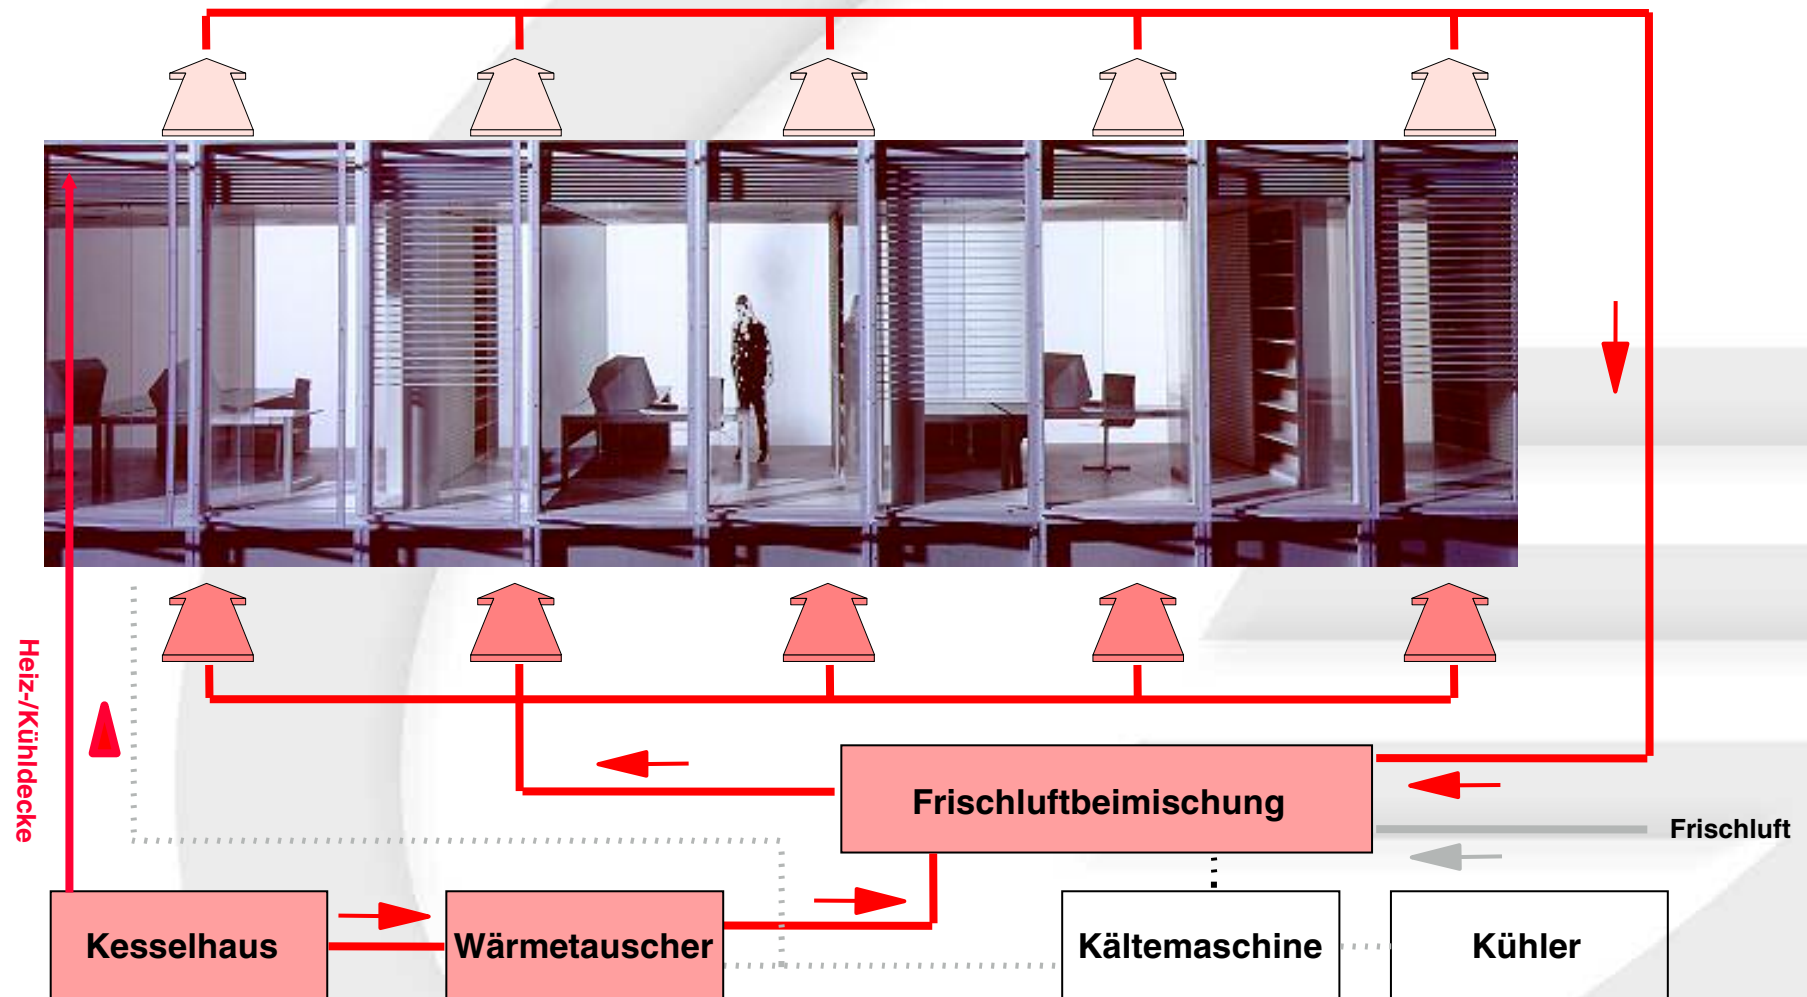 Heiz-/Kühldecke
Frischluftbeimischung
Frischluft
Kesselhaus
Wärmetauscher
Kältemaschine
Kühler